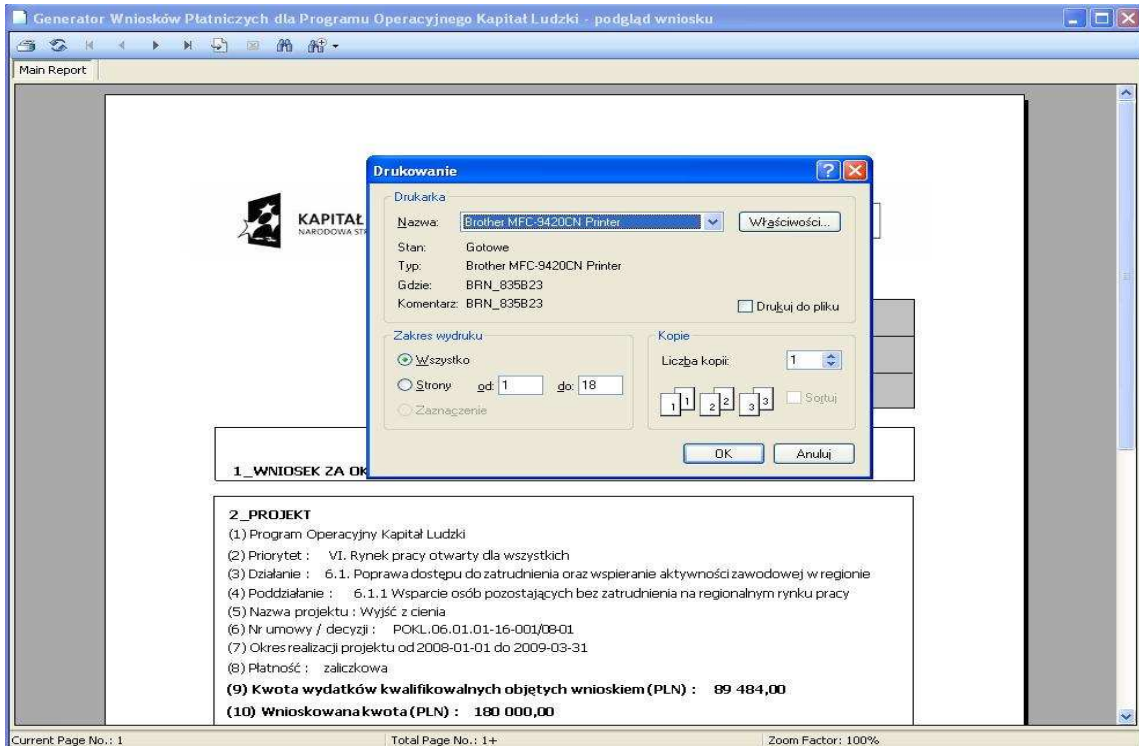 Generator Wniosków Płatniczych dla Programu Operacyjnego Kapitał Ludzki - podgląd wniosku
Main Report
KAPITAŁ
NARODOWA STR
Drukowanie
Drukarka
Nazwa: Brother MFC-9420CN Printer Właściwości...
Stan: Gotowe
Typ: Brother MFC-9420CN Printer
Gdzie: BRN_835B23
Komentarz: BRN_835B23 Drukuj do pliku
Zakres wydruku
Wszystko
Strony od: 1 do: 18
Zaznaczenie
Kopie
Liczba kopii: 1
1 1 2 2 3 3 Sortuj
OK Anuluj
1_WNIOSEK ZA OK
2_PROJEKT
(1) Program Operacyjny Kapitał Ludzki
(2) Priorytet : VI. Rynek pracy otwarty dla wszystkich
(3) Działanie : 6.1. Poprawa dostępu do zatrudnienia oraz wspieranie aktywności zawodowej w regionie
(4) Poddziałanie : 6.1.1 Wsparcie osób pozostających bez zatrudnienia na regionalnym rynku pracy
(5) Nazwa projektu : Wyjść z cienia
(6) Nr umowy / decyzji : POKL.06.01.01-16-001/08-01
(7) Okres realizacji projektu od 2008-01-01 do 2009-03-31
(8) Płatność : zaliczkowa
(9) Kwota wydatków kwalifikowalnych objętych wnioskiem (PLN) : 89 484,00
(10) Wnioskowana kwota (PLN) : 180 000,00
Current Page No.: 1 Total Page No.: 1+ Zoom Factor: 100%